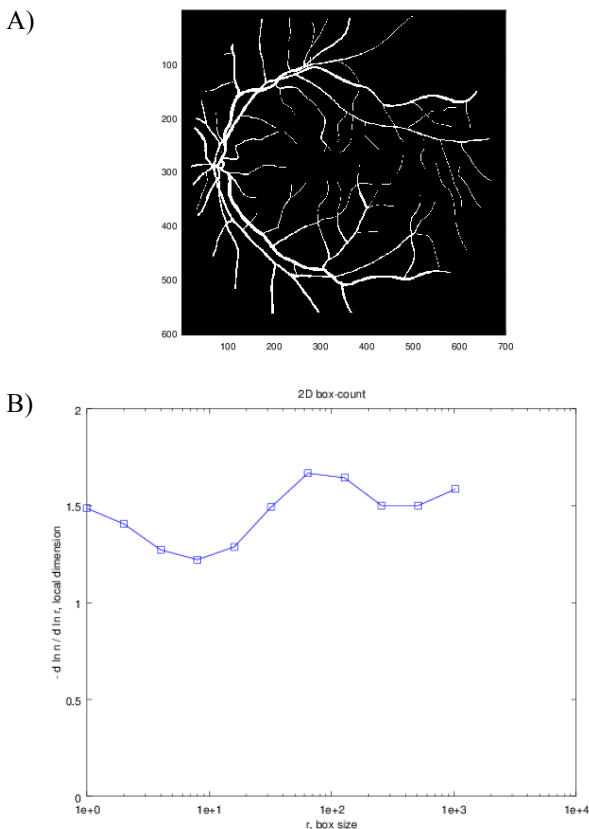 A)
100
200
300
400
500
600
100 200 300 400 500 600 700
B)
2D box-count
2
1.5
1
0.5
0
- d ln n / d ln r, local dimension
1e+0 1e+1 1e+2 1e+3 1e+4
r, box size